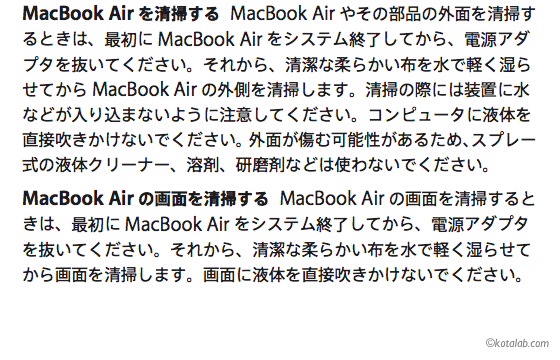 MacBook Air を清掃する  MacBook Air やその部品の外面を清掃す
るときは、最初に MacBook Air をシステム終了してから、電源アダ
プタを抜いてください。それから、清潔な柔らかい布を水で軽く湿ら
せてから MacBook Air の外側を清掃します。清掃の際には装置に水
などが入り込まないように注意してください。コンピュータに液体を
直接吹きかけないでください。外面が傷む可能性があるため、スプレー
式の液体クリーナー、溶剤、研磨剤などは使わないでください。
MacBook Air の画面を清掃する  MacBook Air の画面を清掃すると
きは、最初に MacBook Air をシステム終了してから、電源アダプタ
を抜いてください。それから、清潔な柔らかい布を水で軽く湿らせて
から画面を清掃します。画面に液体を直接吹きかけないでください。
©kotalab.com